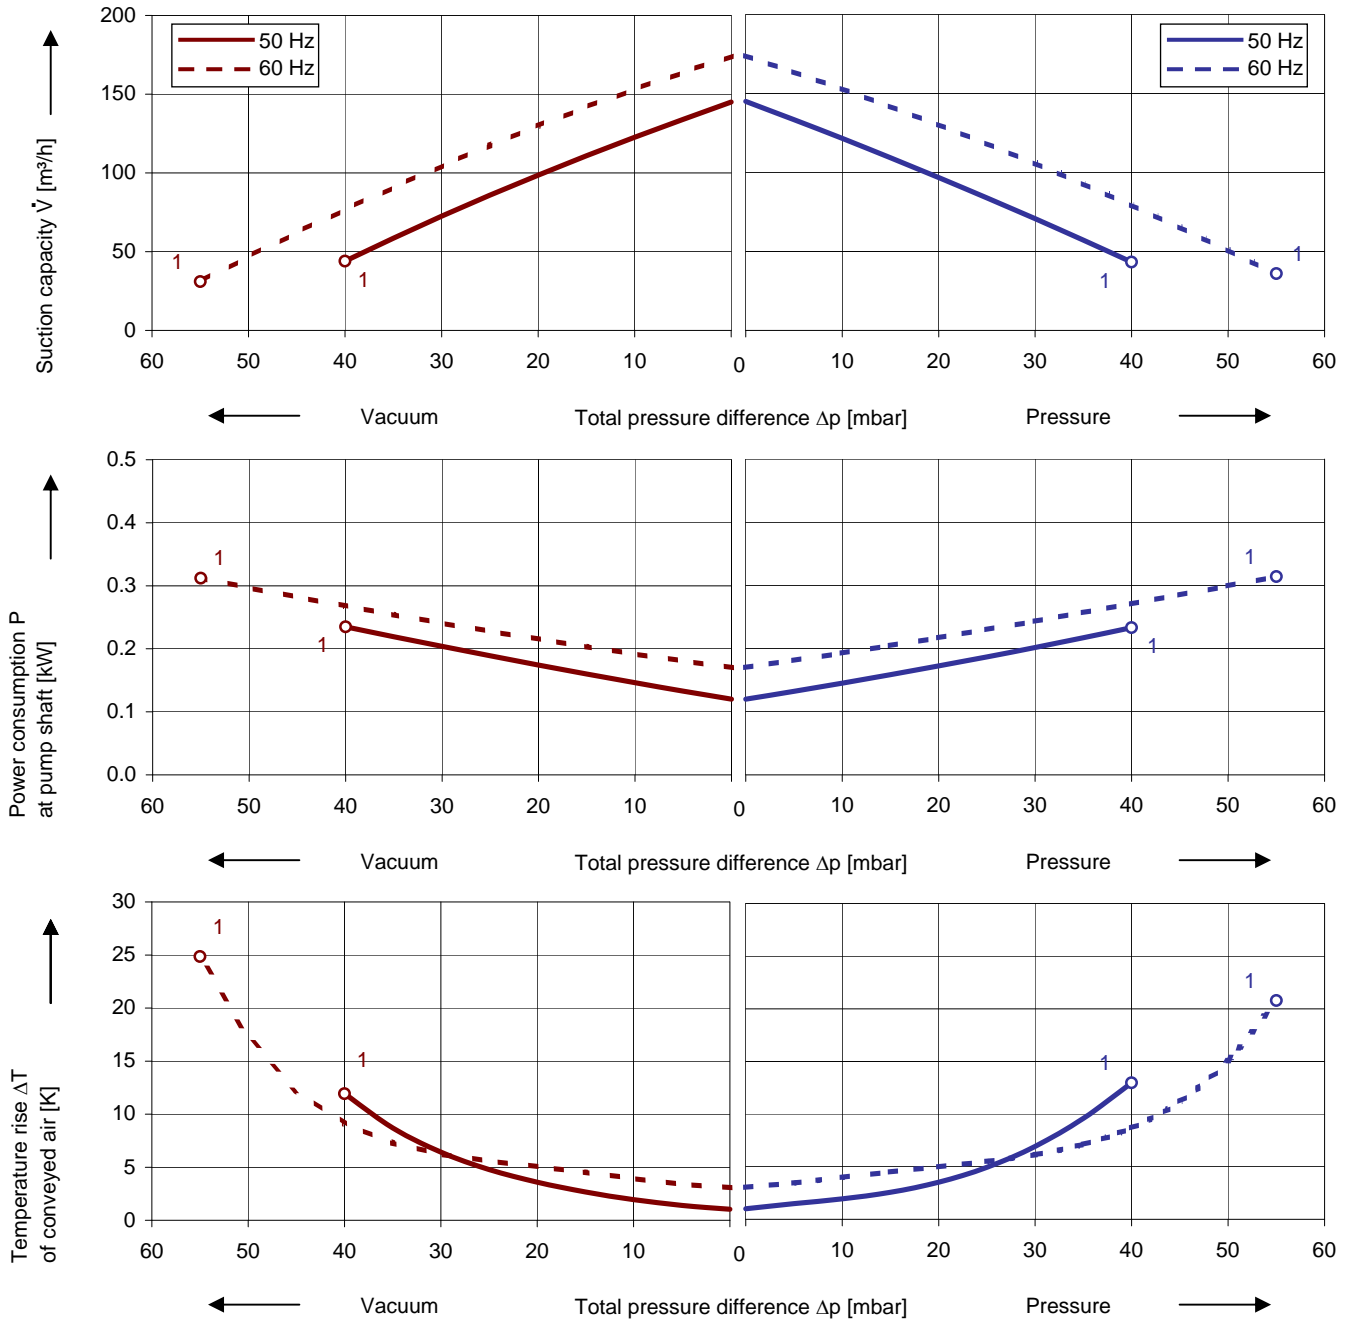 200
150
100
50
0
50 Hz
60 Hz
50 Hz
60 Hz
1
1
1
1
Suction capacity V̇ [m³/h]
60 50 40 30 20 10 0 10 20 30 40 50 60
Vacuum Total pressure difference Δp [mbar] Pressure
0.5
0.4
0.3
0.2
0.1
0.0
1
1
1
1
Power consumption P
at pump shaft [kW]
60 50 40 30 20 10 0 10 20 30 40 50 60
Vacuum Total pressure difference Δp [mbar] Pressure
30
25
20
15
10
5
0
1
1
1
1
Temperature rise ΔT
of conveyed air [K]
60 50 40 30 20 10 0 10 20 30 40 50 60
Vacuum Total pressure difference Δp [mbar] Pressure